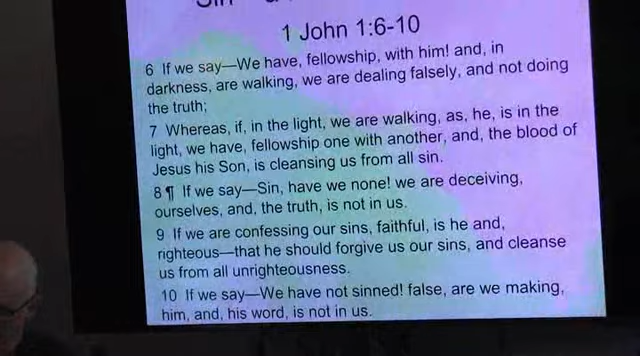 Sin
1 John 1:6-10
6 If we say—We have, fellowship, with him! and, in
darkness, are walking, we are dealing falsely, and not doing
the truth;
7 Whereas, if, in the light, we are walking, as, he, is in the
light, we have, fellowship one with another, and, the blood of
Jesus his Son, is cleansing us from all sin.
8 ¶ If we say—Sin, have we none! we are deceiving,
ourselves, and, the truth, is not in us.
9 If we are confessing our sins, faithful, is he and,
righteous—that he should forgive us our sins, and cleanse
us from all unrighteousness.
10 If we say—We have not sinned! false, are we making,
him, and, his word, is not in us.